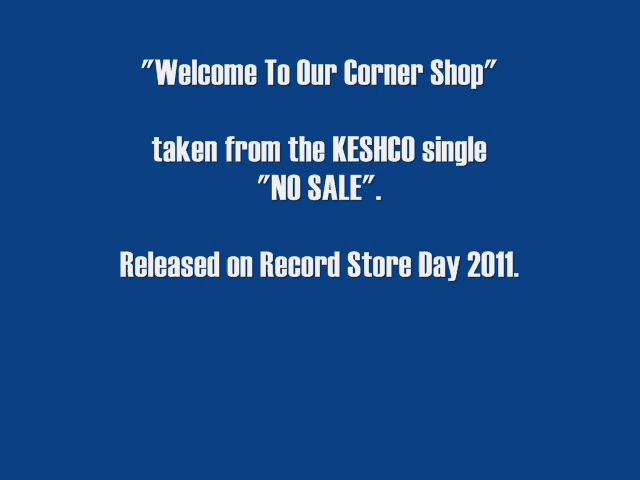 "Welcome To Our Corner Shop"
taken from the KESHCO single
"NO SALE".
Released on Record Store Day 2011.